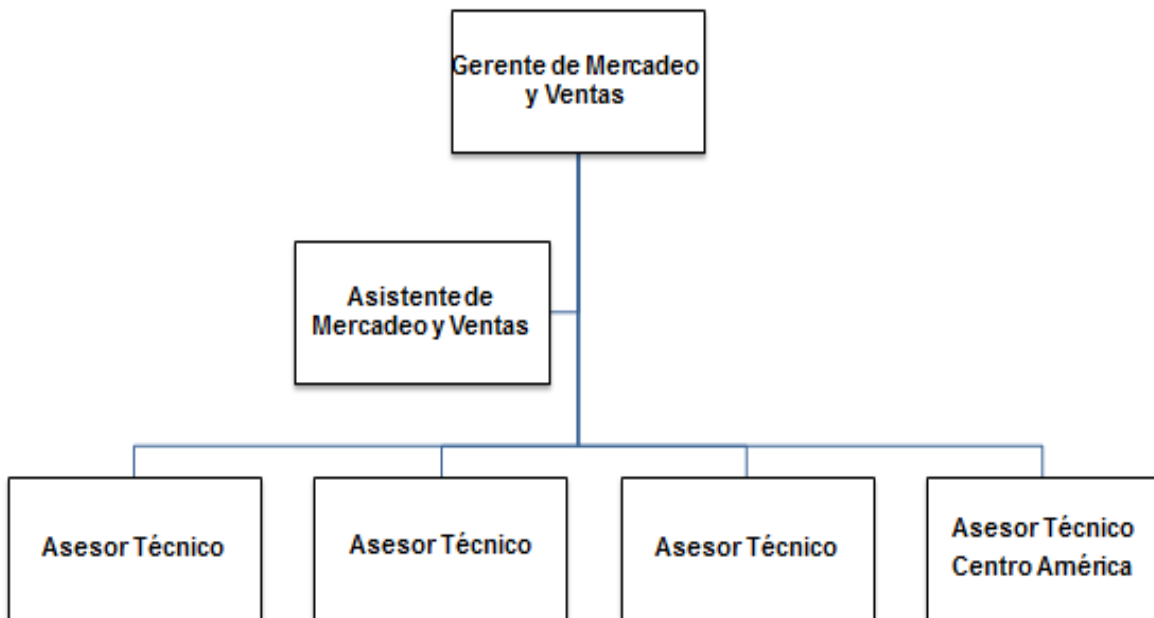 Gerente de Mercadeo
y Ventas
Asistente de
Mercadeo y Ventas
Asesor Técnico
Asesor Técnico
Asesor Técnico
Asesor Técnico
Centro América